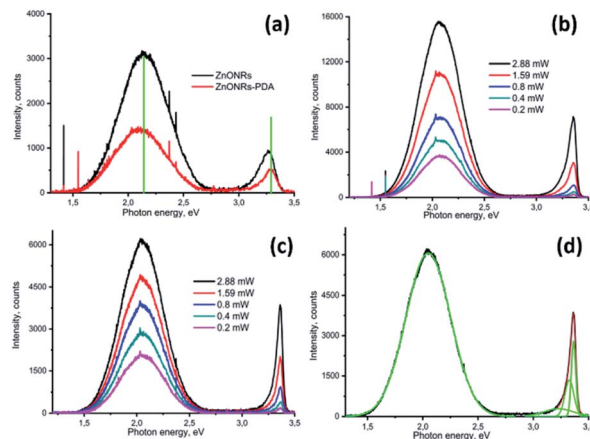 (a)
Intensity, counts
4000
3000
2000
1000
0
1,5 2,0 2,5 3,0 3,5
Photon energy, eV
ZnONRs
ZnONRs-PDA
(b)
Intensity, counts
16000
12000
8000
4000
0
1,5 2,0 2,5 3,0 3,5
Photon energy, eV
2.88 mW
1.59 mW
0.8 mW
0.4 mW
0.2 mW
(c)
Intensity, counts
6000
4500
3000
1500
0
1,5 2,0 2,5 3,0 3,5
Photon energy, eV
2.88 mW
1.59 mW
0.8 mW
0.4 mW
0.2 mW
(d)
Intensity, counts
6000
4500
3000
1500
0
1,5 2,0 2,5 3,0 3,5
Photon energy, eV